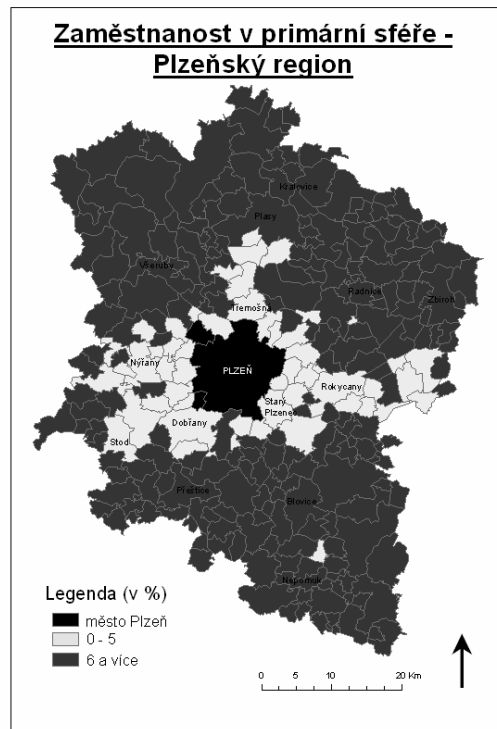 Zaměstnanost v primární sféře -
Plzeňský region
Kralovice
Plasy
Všeruby
Radnice
Zbiroh
Třemošná
Nýřany
PLZEŇ
Rokycany
Starý
Plzenec
Dobřany
Stod
Přeštice
Blovice
Nepomuk
Legenda (v %)
město Plzeň
0 - 5
6 a více
0 5 10 20 Km